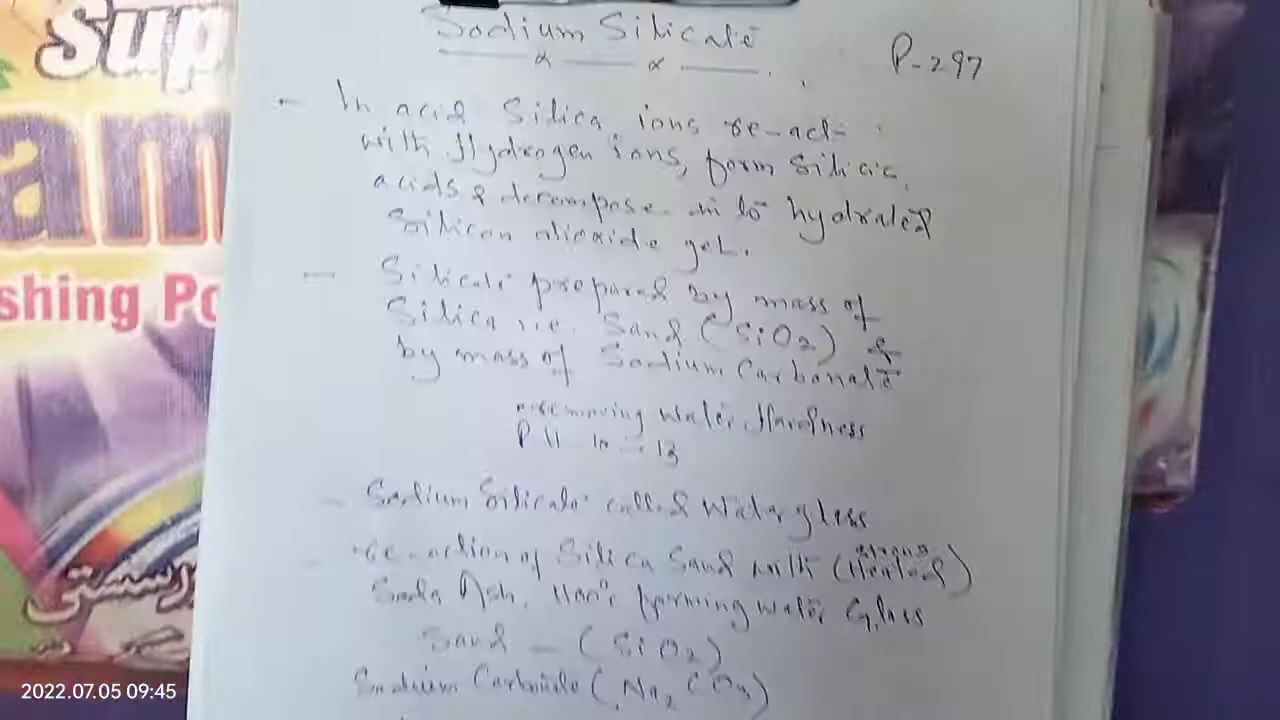 Sodium Silicate
P-297
In acid Silica, ions re-act
with Hydrogen ions, form Silicic
acids & decompose in to hydrated
Silicon dioxide gel.
Silicate prepared by mass of
Silica i.e. Sand (SiO2) &
by mass of Sodium Carbonate
removing Water Hardness
PH 10 - 13
Sodium Silicate called Water glass
re-action of Silica Sand with (Strong Heated)
Soda Ash, forming water Glass
Sand - (SiO2)
Sodium (Na2 CO3)
Sup
am
shing Po
2022.07.05 09:45